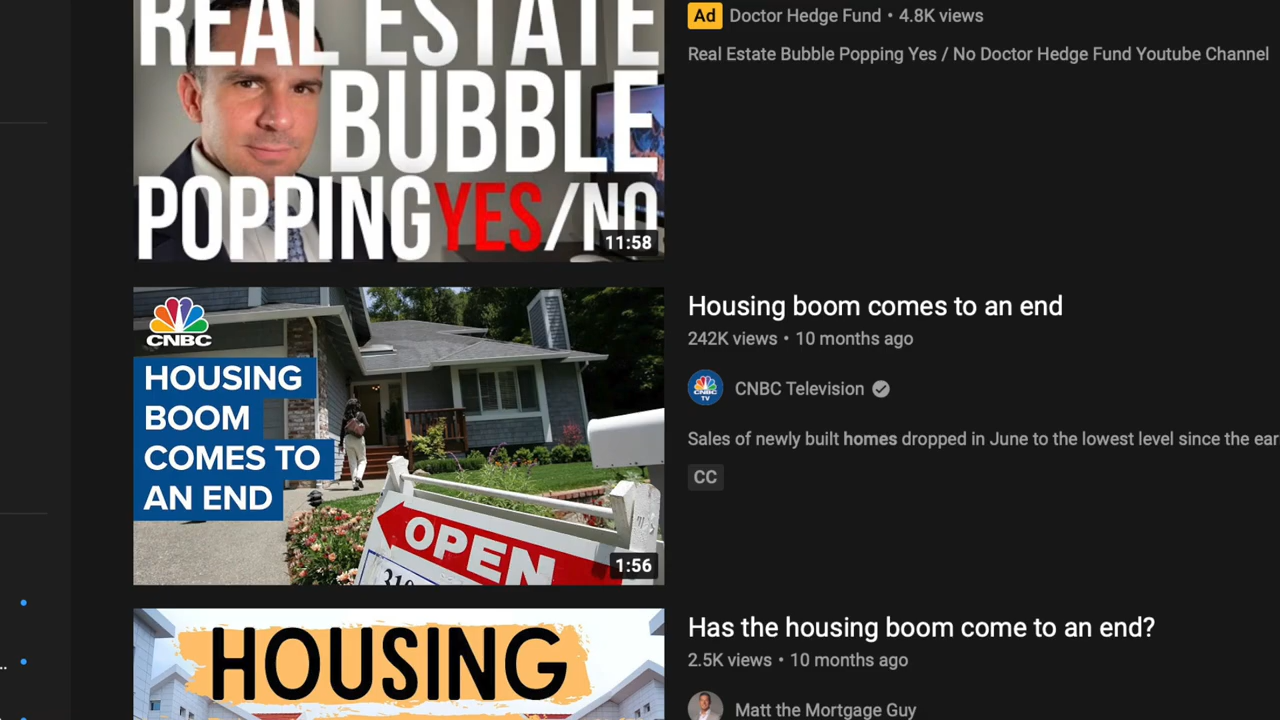 REAL ESTATE
BUBBLE
POPPING YES/NO
11:58
Ad Doctor Hedge Fund • 4.8K views
Real Estate Bubble Popping Yes / No Doctor Hedge Fund Youtube Channel
CNBC
HOUSING
BOOM
COMES TO
AN END
OPEN
1:56
Housing boom comes to an end
242K views • 10 months ago
CNBC Television
Sales of newly built homes dropped in June to the lowest level since the ear
CC
HOUSING
Has the housing boom come to an end?
2.5K views • 10 months ago
Matt the Mortgage Guy